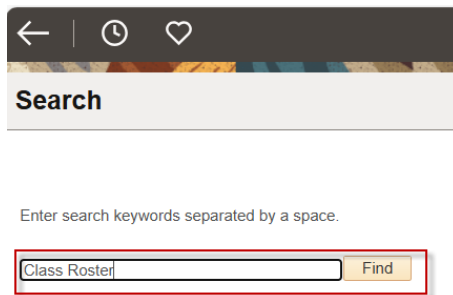 Search
Enter search keywords separated by a space.
Class Roster Find